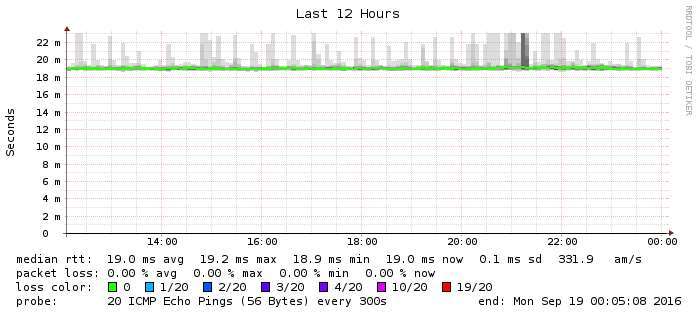 Last 12 Hours
RRDTOOL / TOBI OETIKER
Seconds
22 m
20 m
18 m
16 m
14 m
12 m
10 m
8 m
6 m
4 m
2 m
0
14:00 16:00 18:00 20:00 22:00 00:00
median rtt: 19.0 ms avg 19.2 ms max 18.9 ms min 19.0 ms now 0.1 ms sd 331.9 am/s
packet loss: 0.00 % avg 0.00 % max 0.00 % min 0.00 % now
loss color: 0 1/20 2/20 3/20 4/20 10/20 19/20
probe: 20 ICMP Echo Pings (56 Bytes) every 300s end: Mon Sep 19 00:05:08 2016